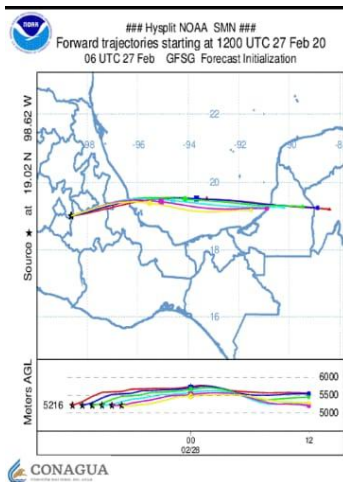 NOAA
### Hysplit NOAA SMN ###
Forward trajectories starting at 1200 UTC 27 Feb 20
06 UTC 27 Feb GFSG Forecast Initialization
Source ★ at 19.02 N 98.62 W
-98
-96
-94
-92
-90
22
20
18
16
Meters AGL
5216
6000
5500
5000
00
12
02/28
CONAGUA